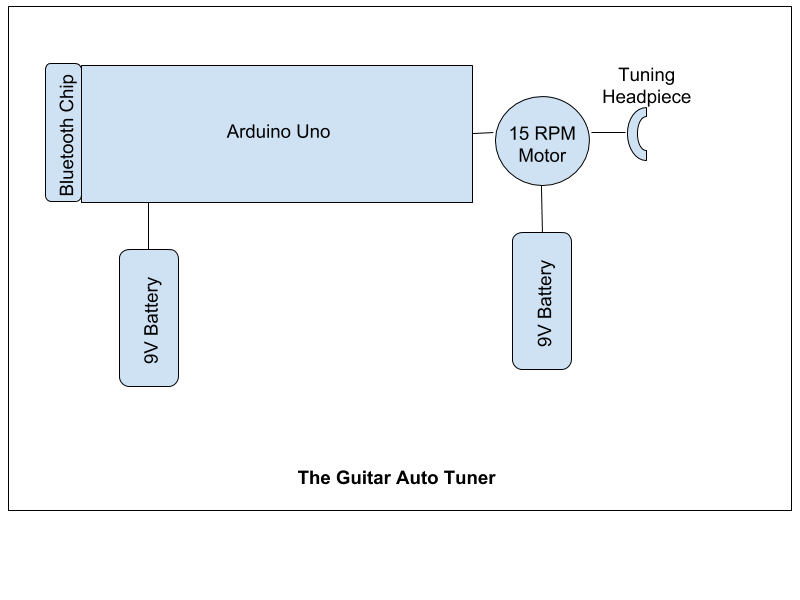 Bluetooth Chip
Arduino Uno
15 RPM
Motor
Tuning
Headpiece
9V Battery
9V Battery
The Guitar Auto Tuner